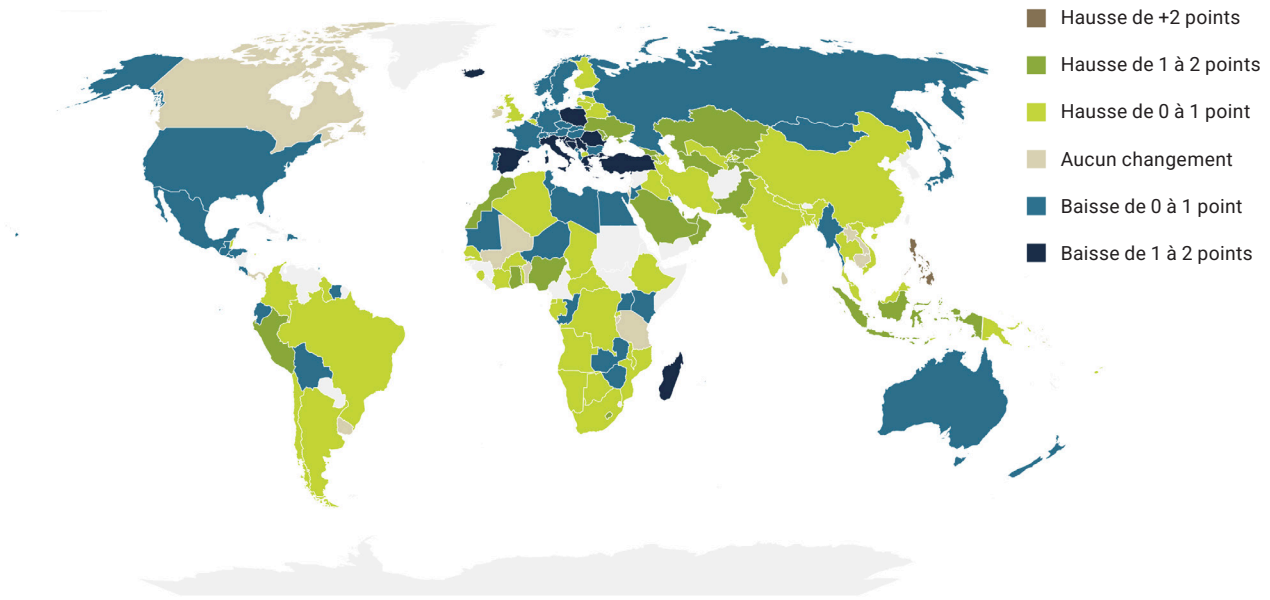 Hausse de +2 points
Hausse de 1 à 2 points
Hausse de 0 à 1 point
Aucun changement
Baisse de 0 à 1 point
Baisse de 1 à 2 points